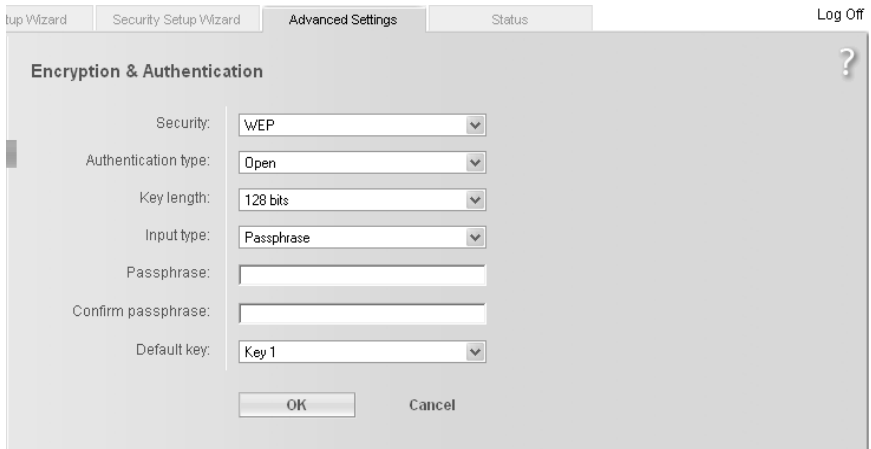 tup Wizard Security Setup Wizard Advanced Settings Status Log Off
Encryption & Authentication
?
Security: WEP
Authentication type: Open
Key length: 128 bits
Input type: Passphrase
Passphrase:
Confirm passphrase:
Default key: Key 1
OK Cancel